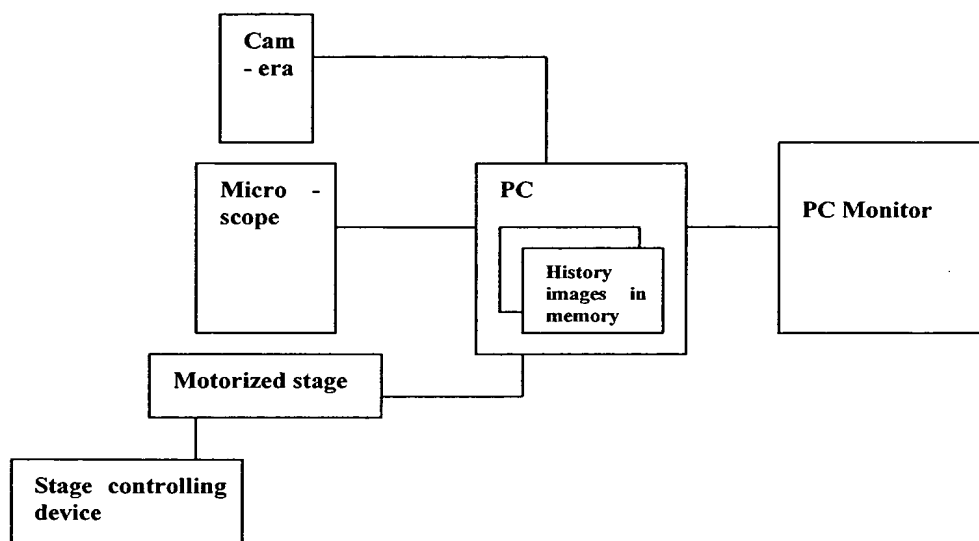 Cam
- era
Micro -
scope
PC
History
images in
memory
PC Monitor
Motorized stage
Stage controlling
device